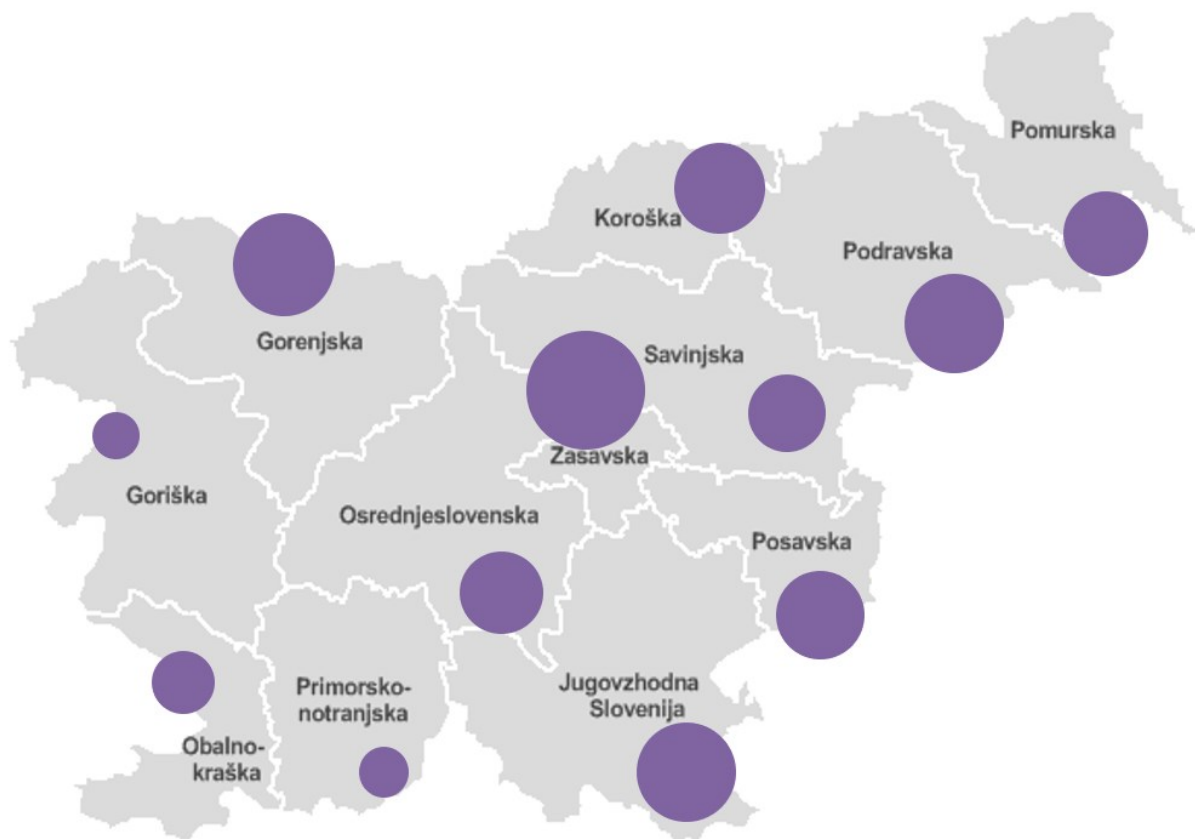 Pomurska
Koroška
Podravska
Gorenjska
Savinjska
Zasavska
Goriška
Osrednjeslovenska
Posavska
Primorsko-
notranjska
Jugovzhodna
Slovenija
Obalno-
kraška